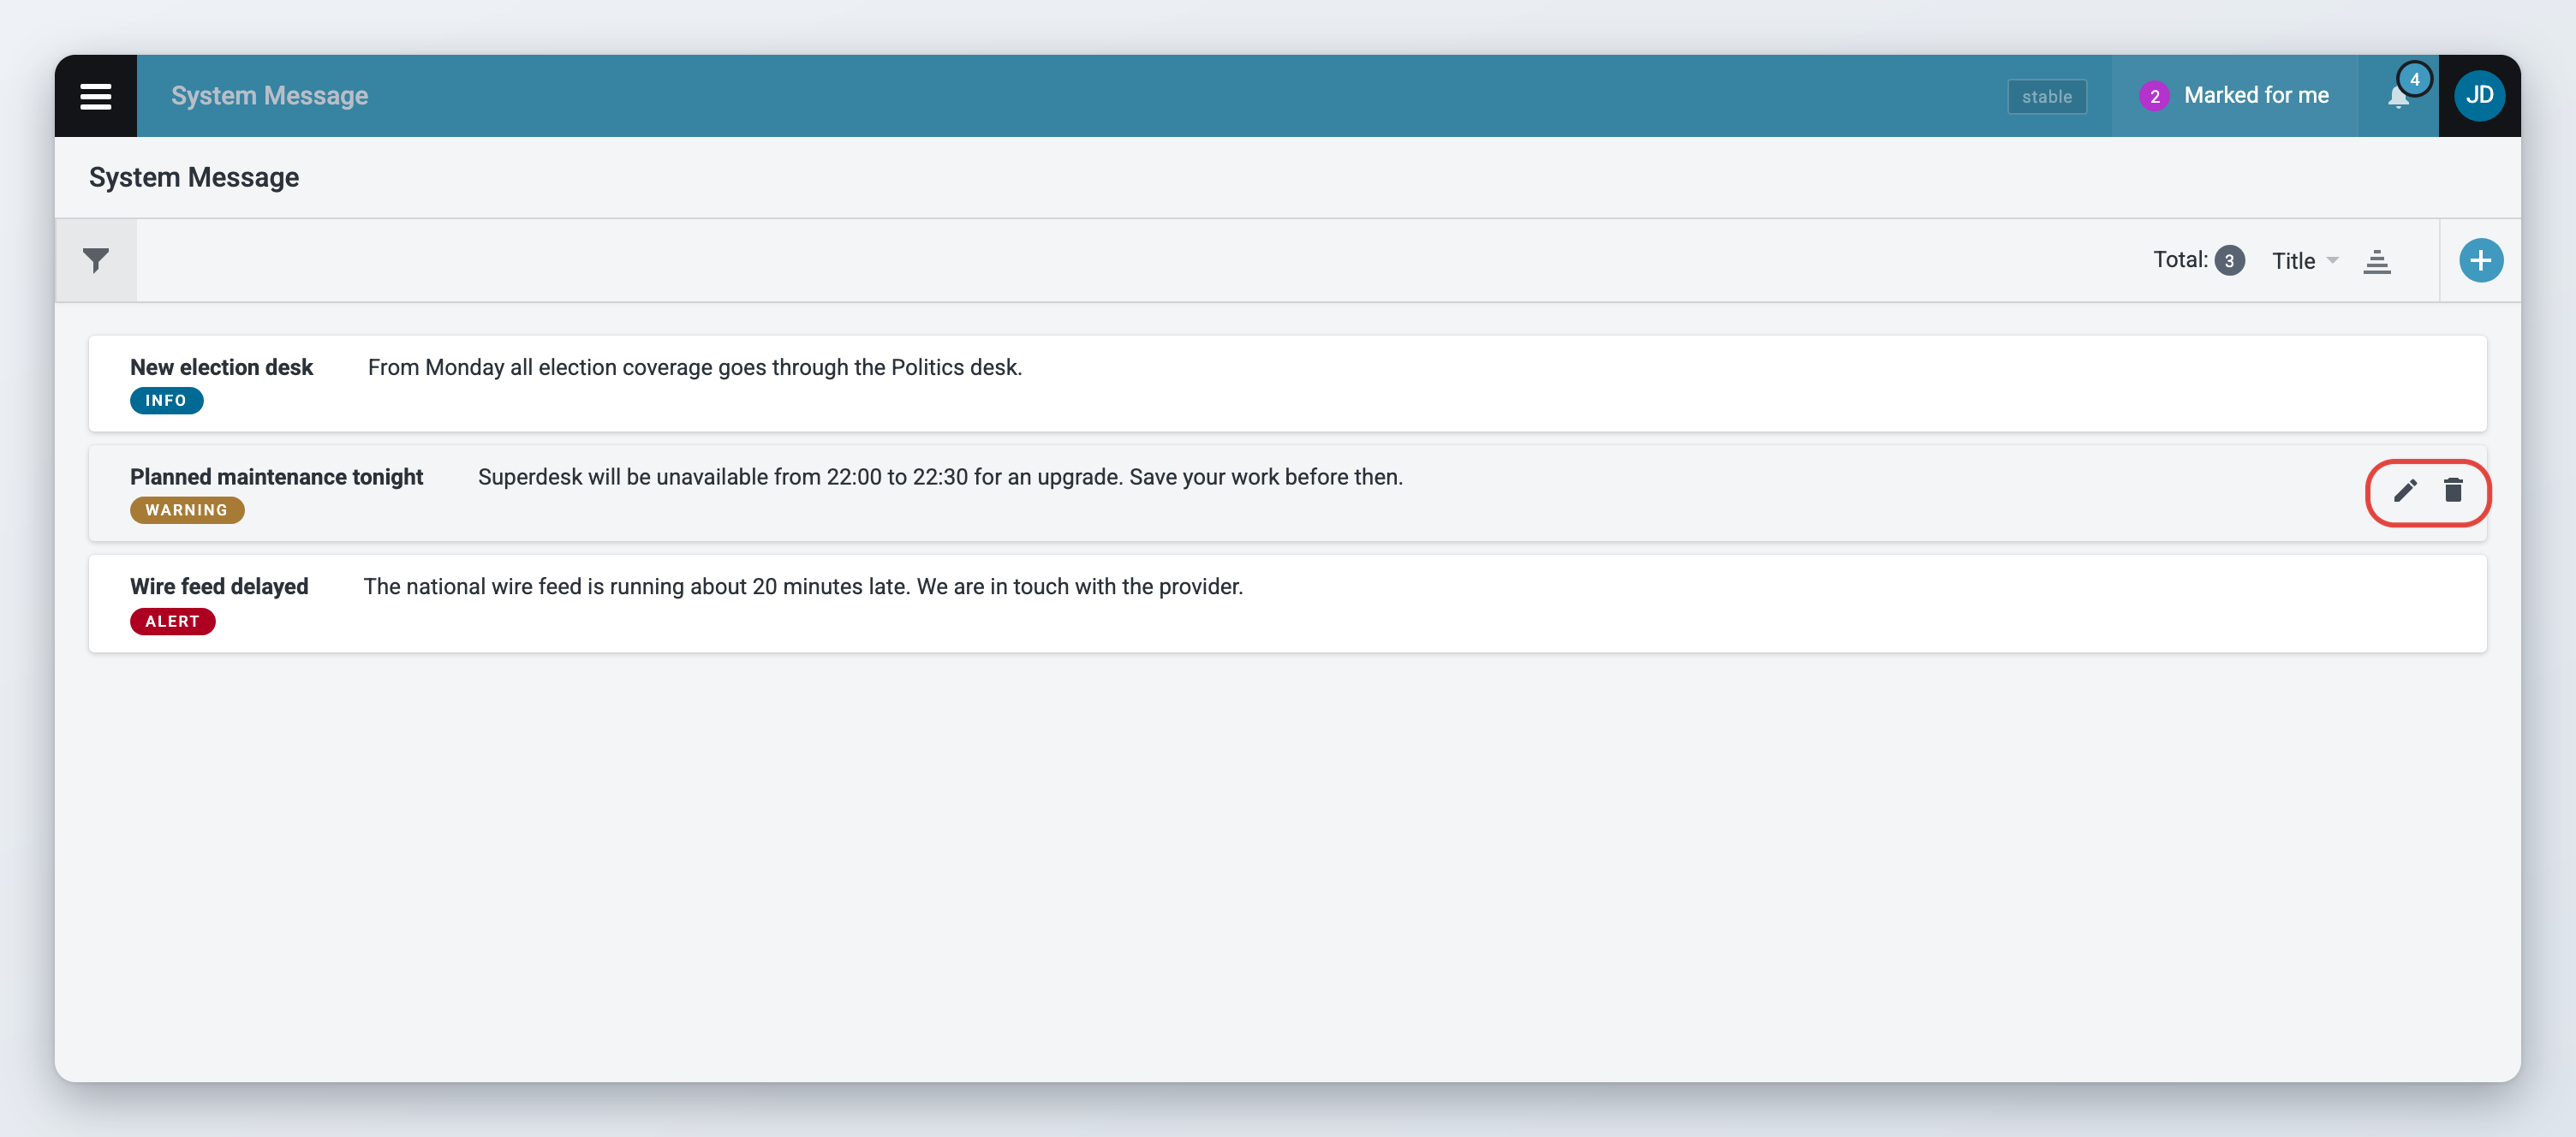 System Message
stable
2 Marked for me
4
JD
System Message
Total: 3 Title
New election desk From Monday all election coverage goes through the Politics desk.
INFO
Planned maintenance tonight Superdesk will be unavailable from 22:00 to 22:30 for an upgrade. Save your work before then.
WARNING
Wire feed delayed The national wire feed is running about 20 minutes late. We are in touch with the provider.
ALERT